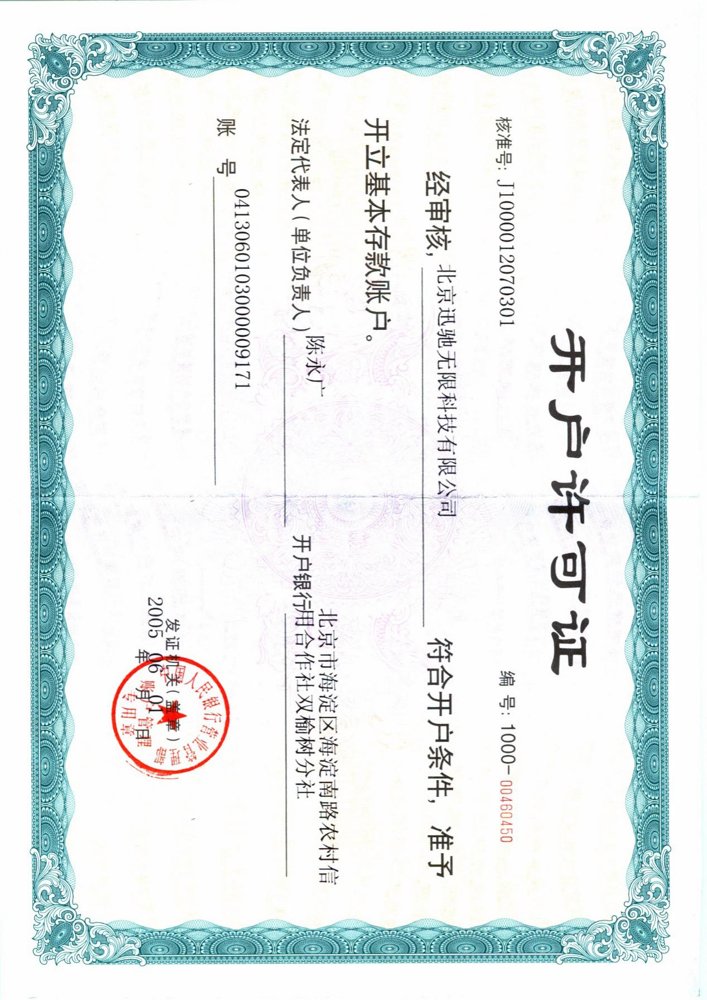 开户许可证
核准号: J1000012070301
编 号: 1000-00460450
经审核, 北京迅驰无限科技有限公司 符合开户条件, 准予
开立基本存款账户。
法定代表人(单位负责人) 陈永广
开户银行 北京市海淀区海淀南路农村信
用合作社双榆树分社
账 号 0413060103000009171
发证机关(盖章)
2005 年 06 月 01 日
中国人民银行营业管理部
账户管理
专用章